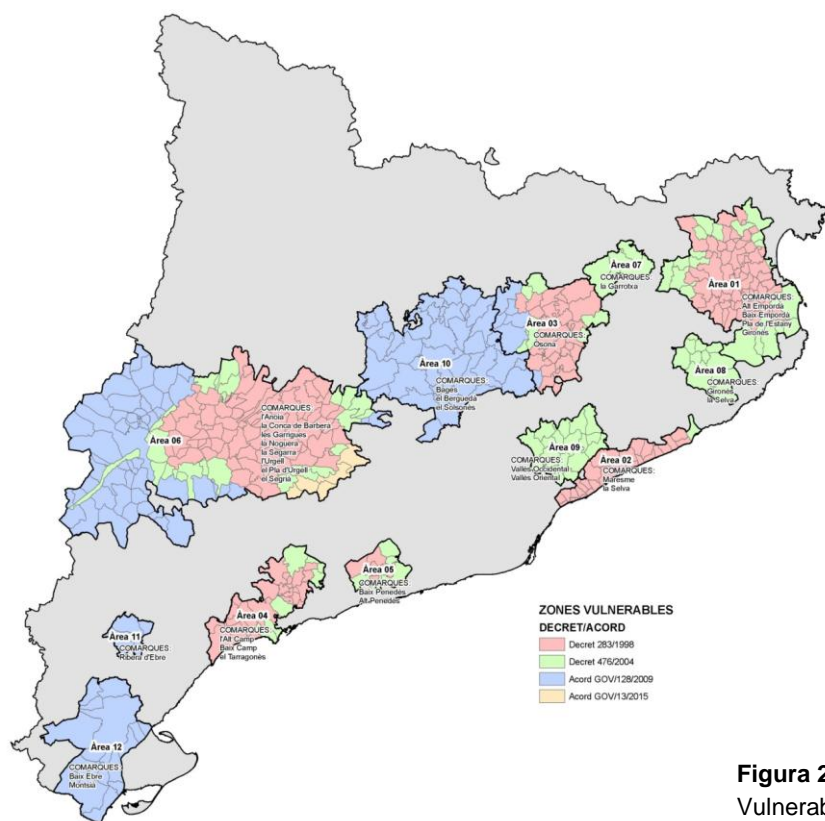 Àrea 07
COMARQUES:
la Garrotxa
Àrea 01
COMARQUES:
Alt Empordà
Baix Empordà
Pla de l'Estany
Gironès
Àrea 03
COMARQUES:
Osona
Àrea 10
COMARQUES:
Bages
el Berguedà
el Solsonès
Àrea 08
COMARQUES:
Gironès
la Selva
Àrea 06
COMARQUES:
l'Anoia
la Conca de Barberà
les Garrigues
la Noguera
la Segarra
l'Urgell
el Pla d'Urgell
el Segrià
Àrea 09
COMARQUES:
Vallès Occidental
Vallès Oriental
Àrea 02
COMARQUES:
Maresme
la Selva
Àrea 05
COMARQUES:
Baix Penedès
Alt Penedès
Àrea 04
COMARQUES:
l'Alt Camp
Baix Camp
el Tarragonès
Àrea 11
COMARQUES:
Ribera d'Ebre
Àrea 12
COMARQUES:
Baix Ebre
Montsià
ZONES VULNERABLES
DECRET/ACORD
Decret 283/1998
Decret 476/2004
Acord GOV/128/2009
Acord GOV/13/2015
Figura 2
Vulnerab